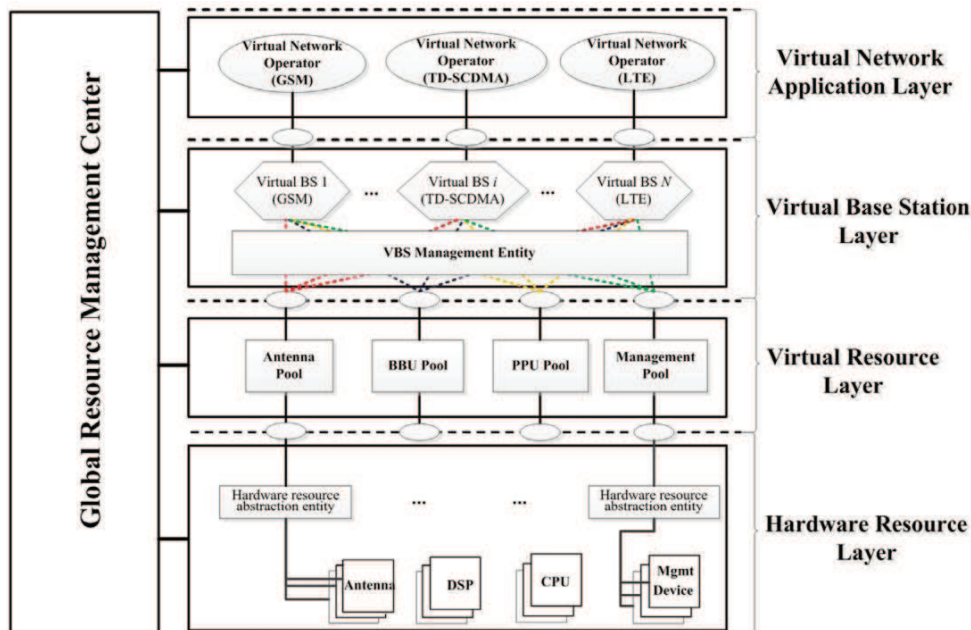 Global Resource Management Center
Virtual Network
Operator
(GSM)
Virtual Network
Operator
(TD-SCDMA)
Virtual Network
Operator
(LTE)
Virtual Network
Application Layer
Virtual BS 1
(GSM)
...
Virtual BS i
(TD-SCDMA)
...
Virtual BS N
(LTE)
VBS Management Entity
Virtual Base Station
Layer
Antenna
Pool
BBU Pool
PPU Pool
Management
Pool
Virtual Resource
Layer
Hardware resource
abstraction entity
...
...
Hardware resource
abstraction entity
Antenna
DSP
CPU
Mgmt
Device
Hardware Resource
Layer